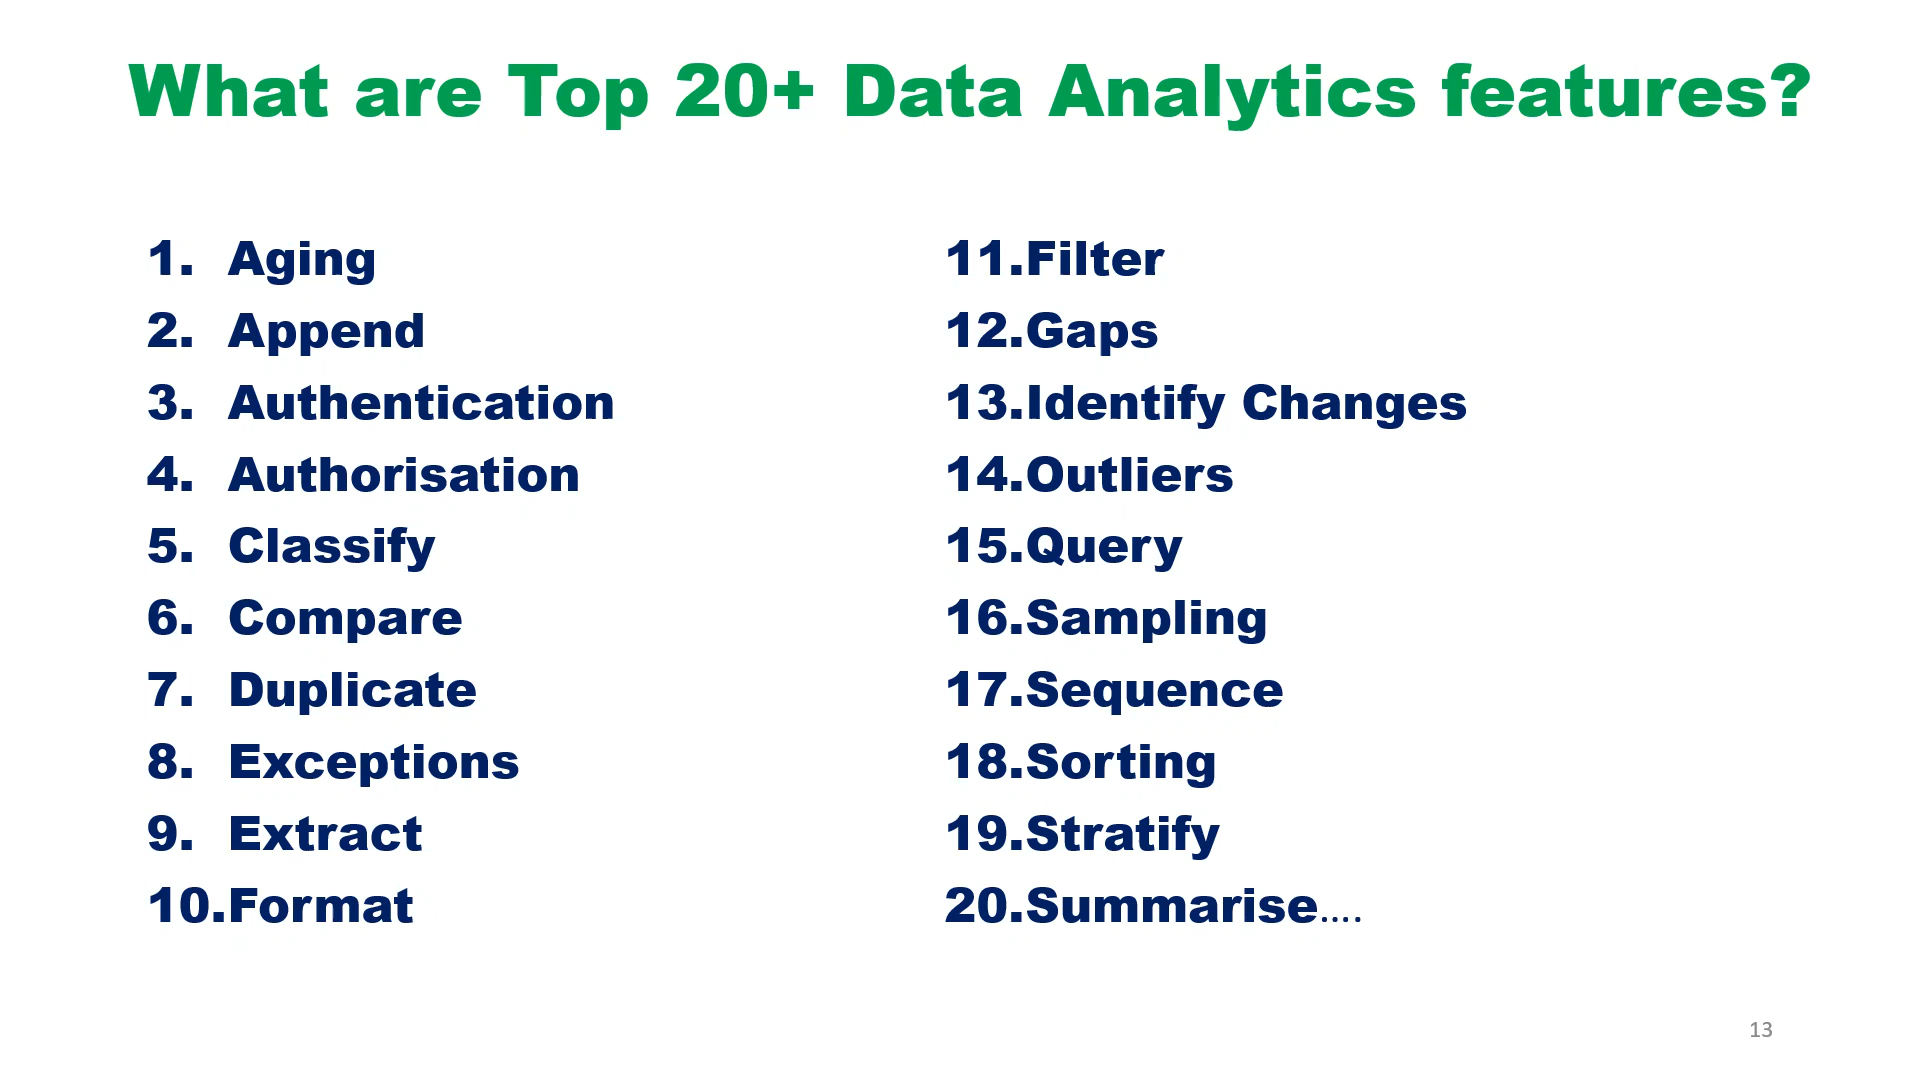 What are Top 20+ Data Analytics features?
1. Aging
2. Append
3. Authentication
4. Authorisation
5. Classify
6. Compare
7. Duplicate
8. Exceptions
9. Extract
10.Format
11.Filter
12.Gaps
13.Identify Changes
14.Outliers
15.Query
16.Sampling
17.Sequence
18.Sorting
19.Stratify
20.Summarise....
13